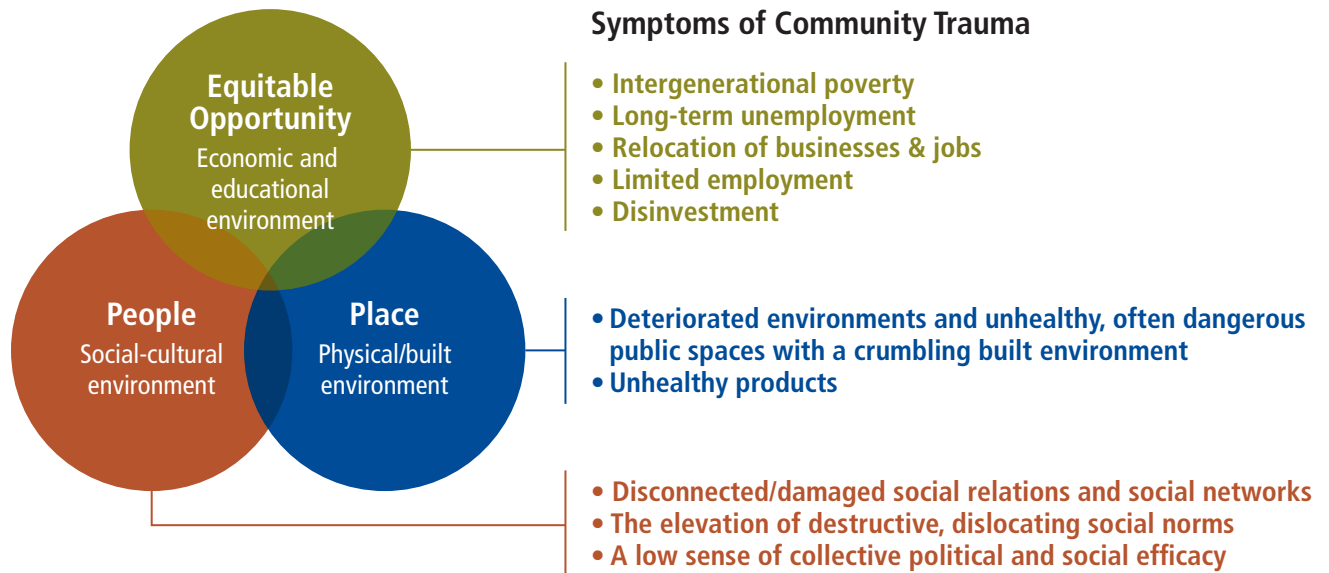 Symptoms of Community Trauma
Equitable
Opportunity
Economic and
educational
environment
• Intergenerational poverty
• Long-term unemployment
• Relocation of businesses & jobs
• Limited employment
• Disinvestment
People
Social-cultural
environment
Place
Physical/built
environment
• Deteriorated environments and unhealthy, often dangerous
public spaces with a crumbling built environment
• Unhealthy products
• Disconnected/damaged social relations and social networks
• The elevation of destructive, dislocating social norms
• A low sense of collective political and social efficacy